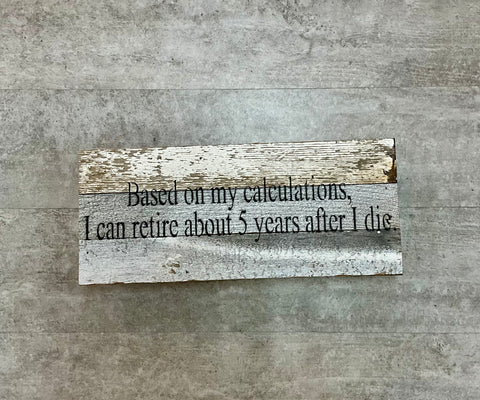 Based on my calculations,
I can retire about 5 years after I die.